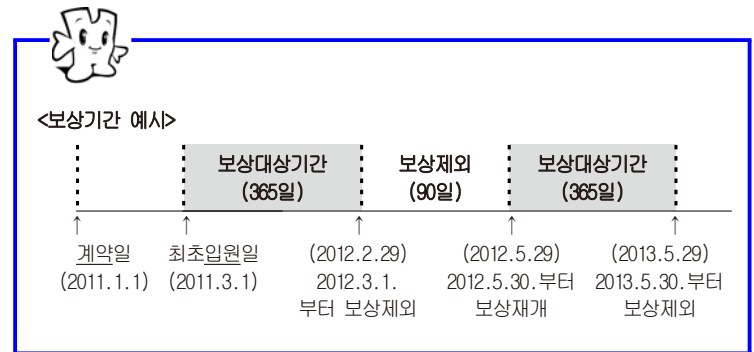 <보상기간 예시>
보상대상기간 보상제외 보상대상기간
(365일) (90일) (365일)
↑ ↑ ↑ ↑ ↑
계약일 최초입원일 (2012.2.29) (2012.5.29) (2013.5.29)
(2011.1.1) (2011.3.1) 2012.3.1. 2012.5.30.부터 2013.5.30.부터
부터 보상제외 보상재개 보상제외